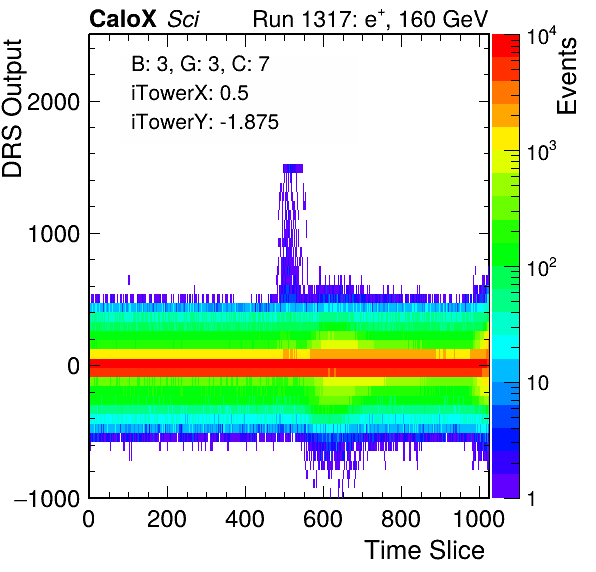 CaloX Sci Run 1317: e⁺, 160 GeV
B: 3, G: 3, C: 7
iTowerX: 0.5
iTowerY: -1.875
DRS Output
2000
1000
0
−1000
0 200 400 600 800 1000
Time Slice
10⁴
10³
10²
10
1
Events